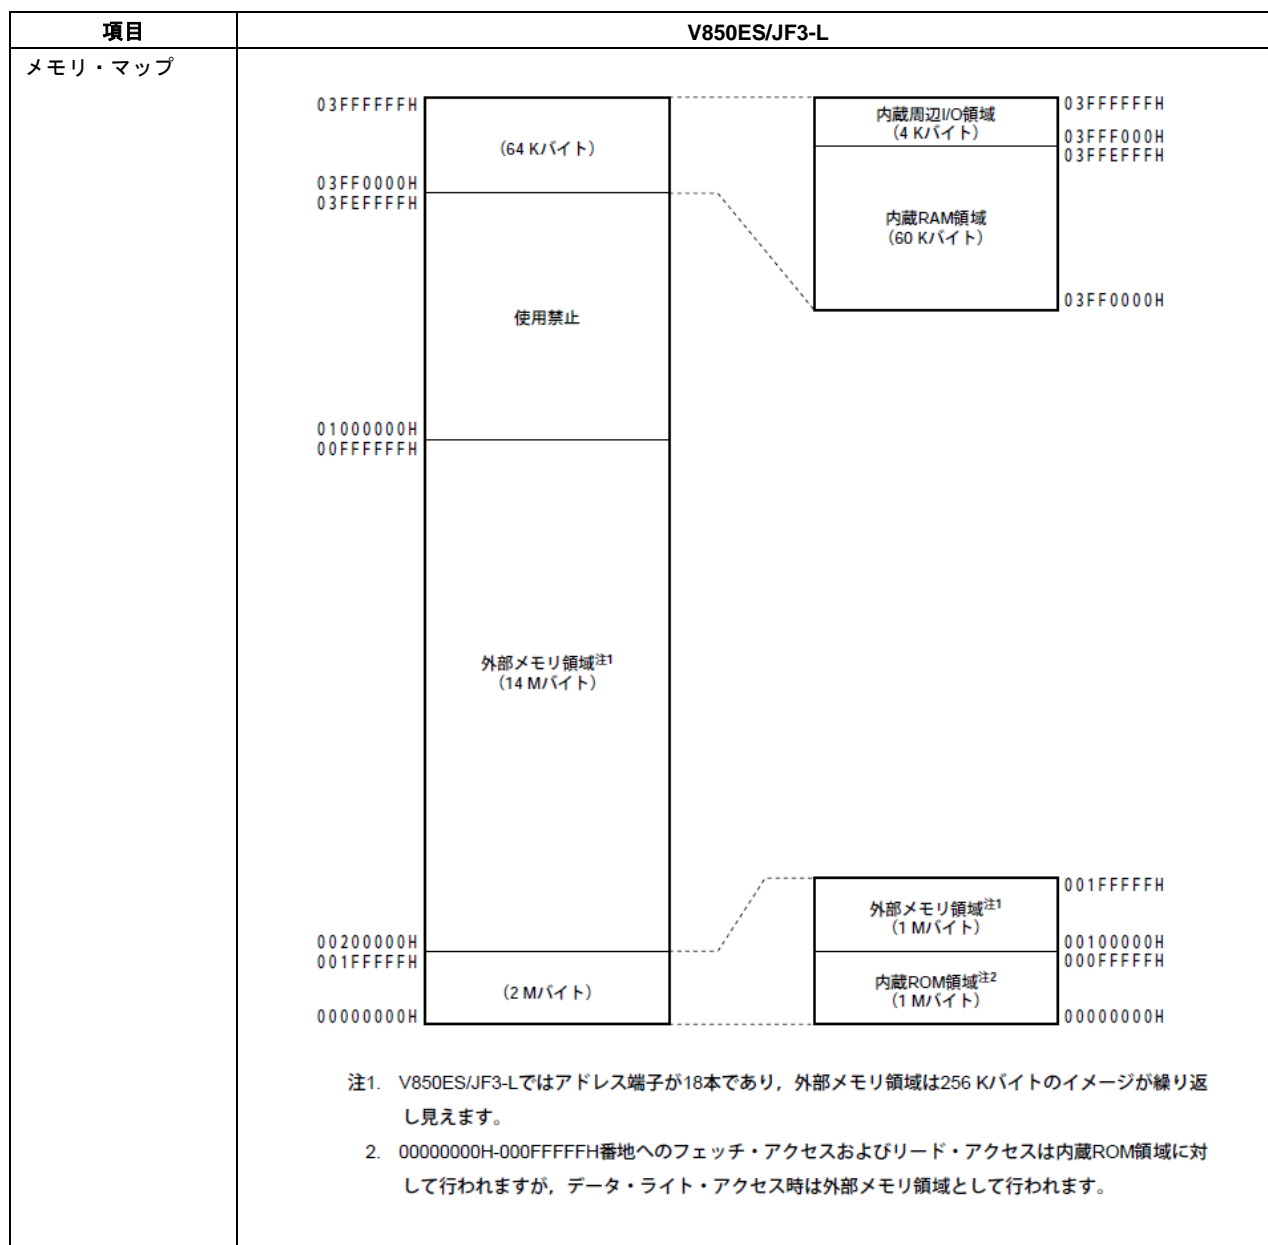 項目
V850ES/JF3-L
メモリ・マップ
03FFFFFFH
(64 Kバイト)
03FF0000H
03FEFFFFH
使用禁止
01000000H
00FFFFFFH
外部メモリ領域注1
(14 Mバイト)
00200000H
001FFFFFH
(2 Mバイト)
00000000H
内蔵周辺I/O領域
(4 Kバイト)
03FFFFFFH
03FFF000H
03FFEFFFH
内蔵RAM領域
(60 Kバイト)
03FF0000H
001FFFFFH
外部メモリ領域注1
(1 Mバイト)
00100000H
000FFFFFH
内蔵ROM領域注2
(1 Mバイト)
00000000H
注1. V850ES/JF3-Lではアドレス端子が18本であり，外部メモリ領域は256 Kバイトのイメージが繰り返
し見えます。
2. 00000000H-000FFFFFH番地へのフェッチ・アクセスおよびリード・アクセスは内蔵ROM領域に対
して行われますが，データ・ライト・アクセス時は外部メモリ領域として行われます。